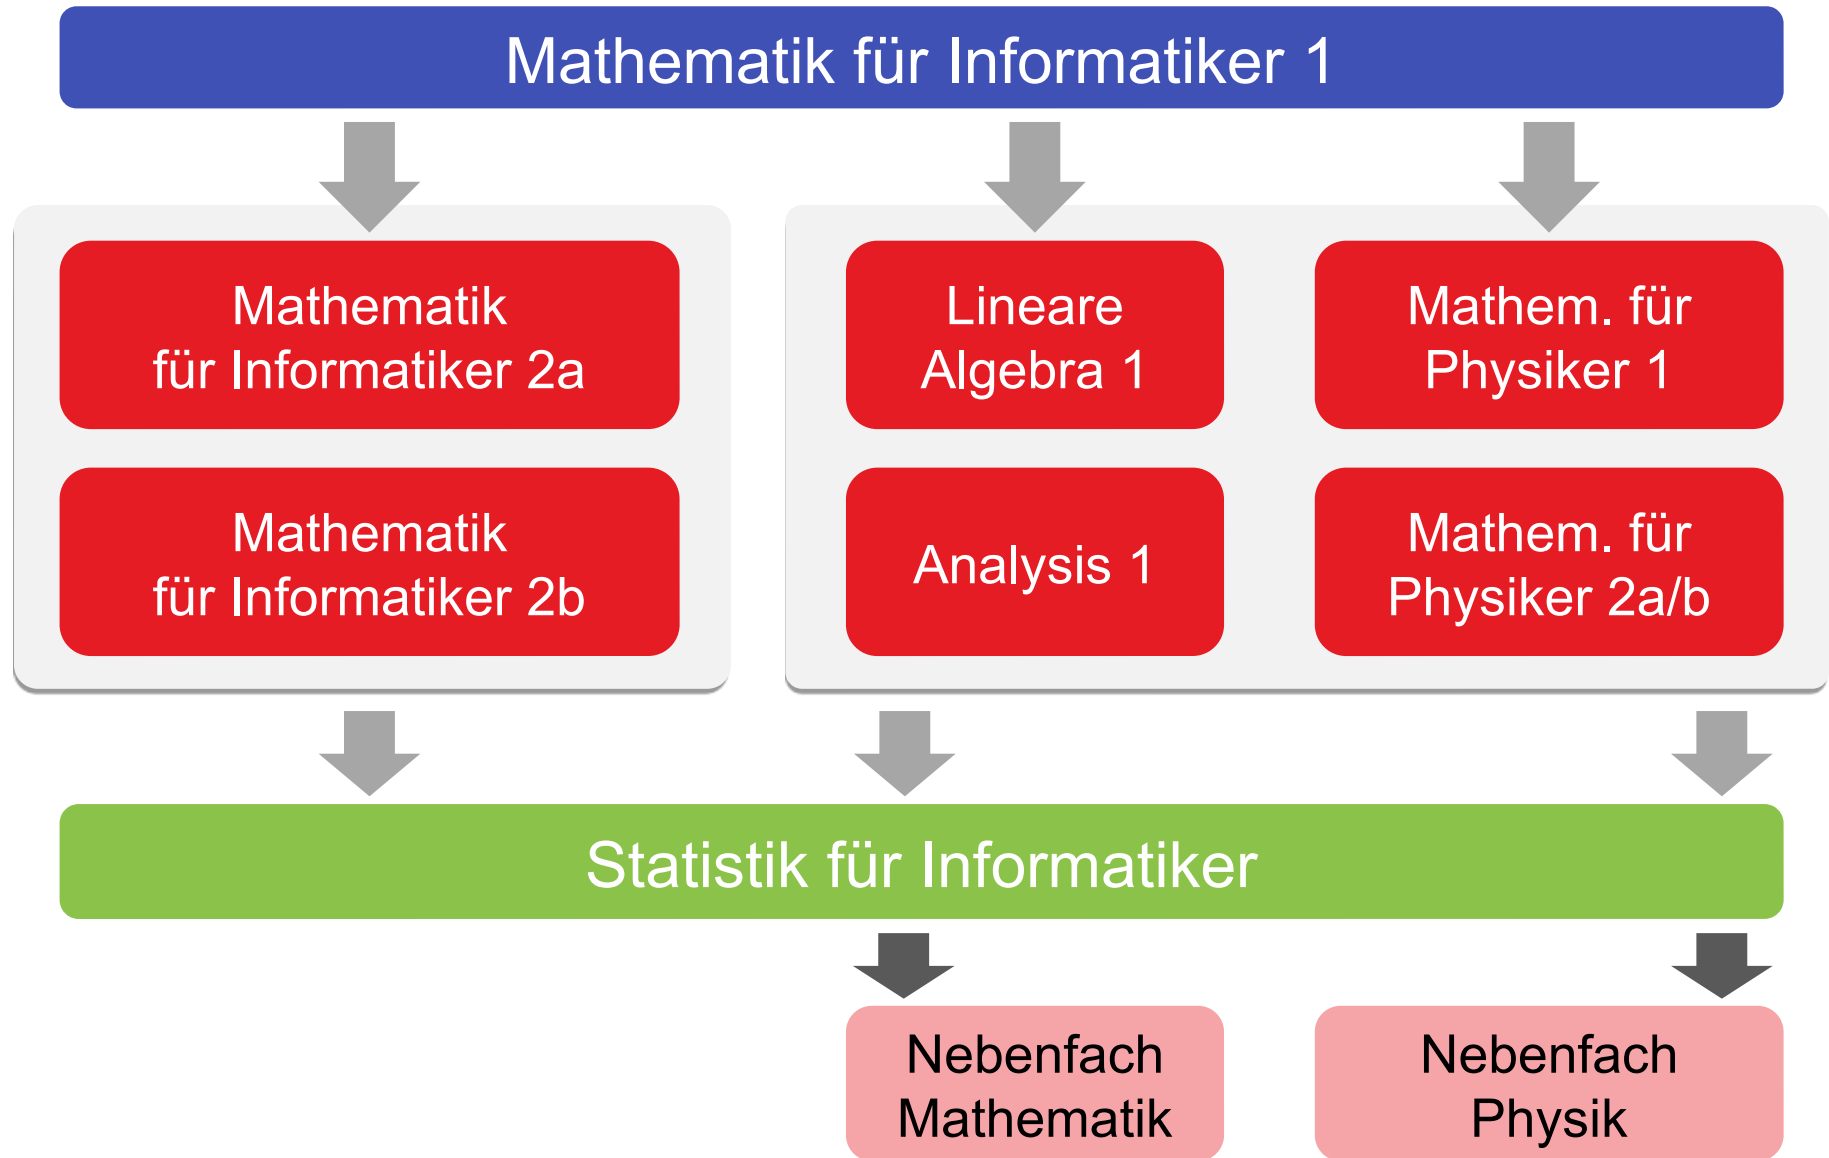 Mathematik für Informatiker 1
Mathematik
für Informatiker 2a
Lineare
Algebra 1
Mathem. für
Physiker 1
Mathematik
für Informatiker 2b
Analysis 1
Mathem. für
Physiker 2a/b
Statistik für Informatiker
Nebenfach
Mathematik
Nebenfach
Physik